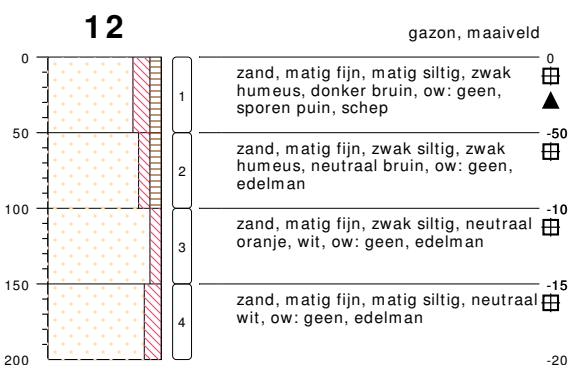 12
gazon, maaiveld
0
0
1
zand, matig fijn, matig siltig, zwak
humeus, donker bruin, ow: geen,
sporen puin, schep
50
-50
2
zand, matig fijn, zwak siltig, zwak
humeus, neutraal bruin, ow: geen,
edelman
100
-10
3
zand, matig fijn, zwak siltig, neutraal
oranje, wit, ow: geen, edelman
150
-15
4
zand, matig fijn, matig siltig, neutraal
wit, ow: geen, edelman
200
-20